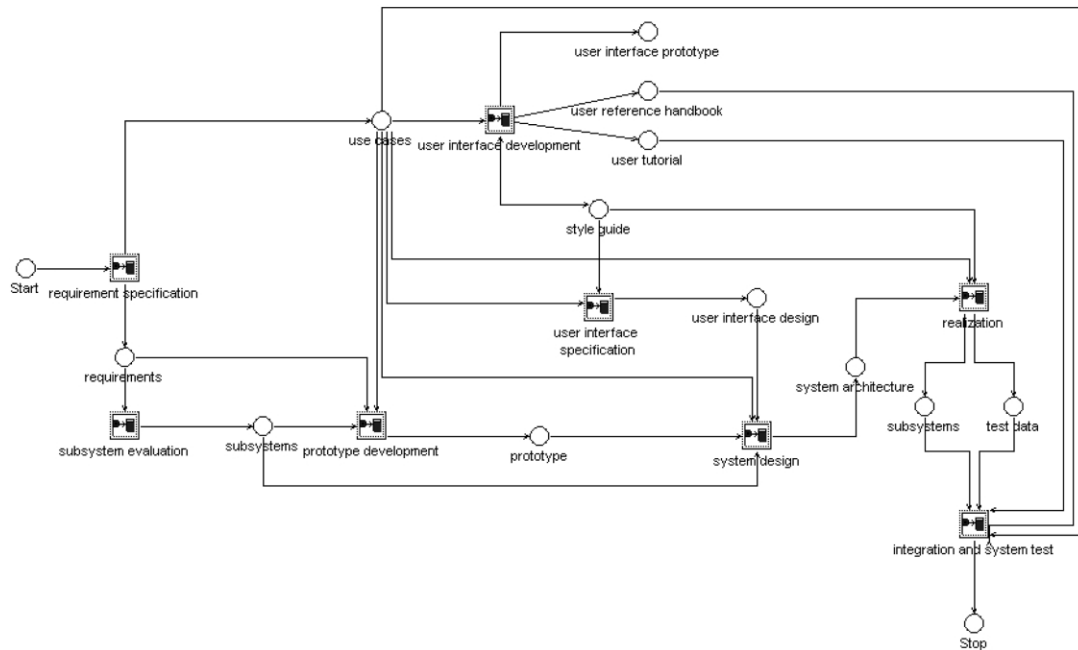 user interface prototype
user reference handbook
use cases
user interface development
user tutorial
style guide
Start
requirement specification
user interface design
realization
user interface
specification
requirements
system architecture
subsystems
test data
subsystem evaluation
subsystems
prototype development
prototype
system design
integration and system test
Stop